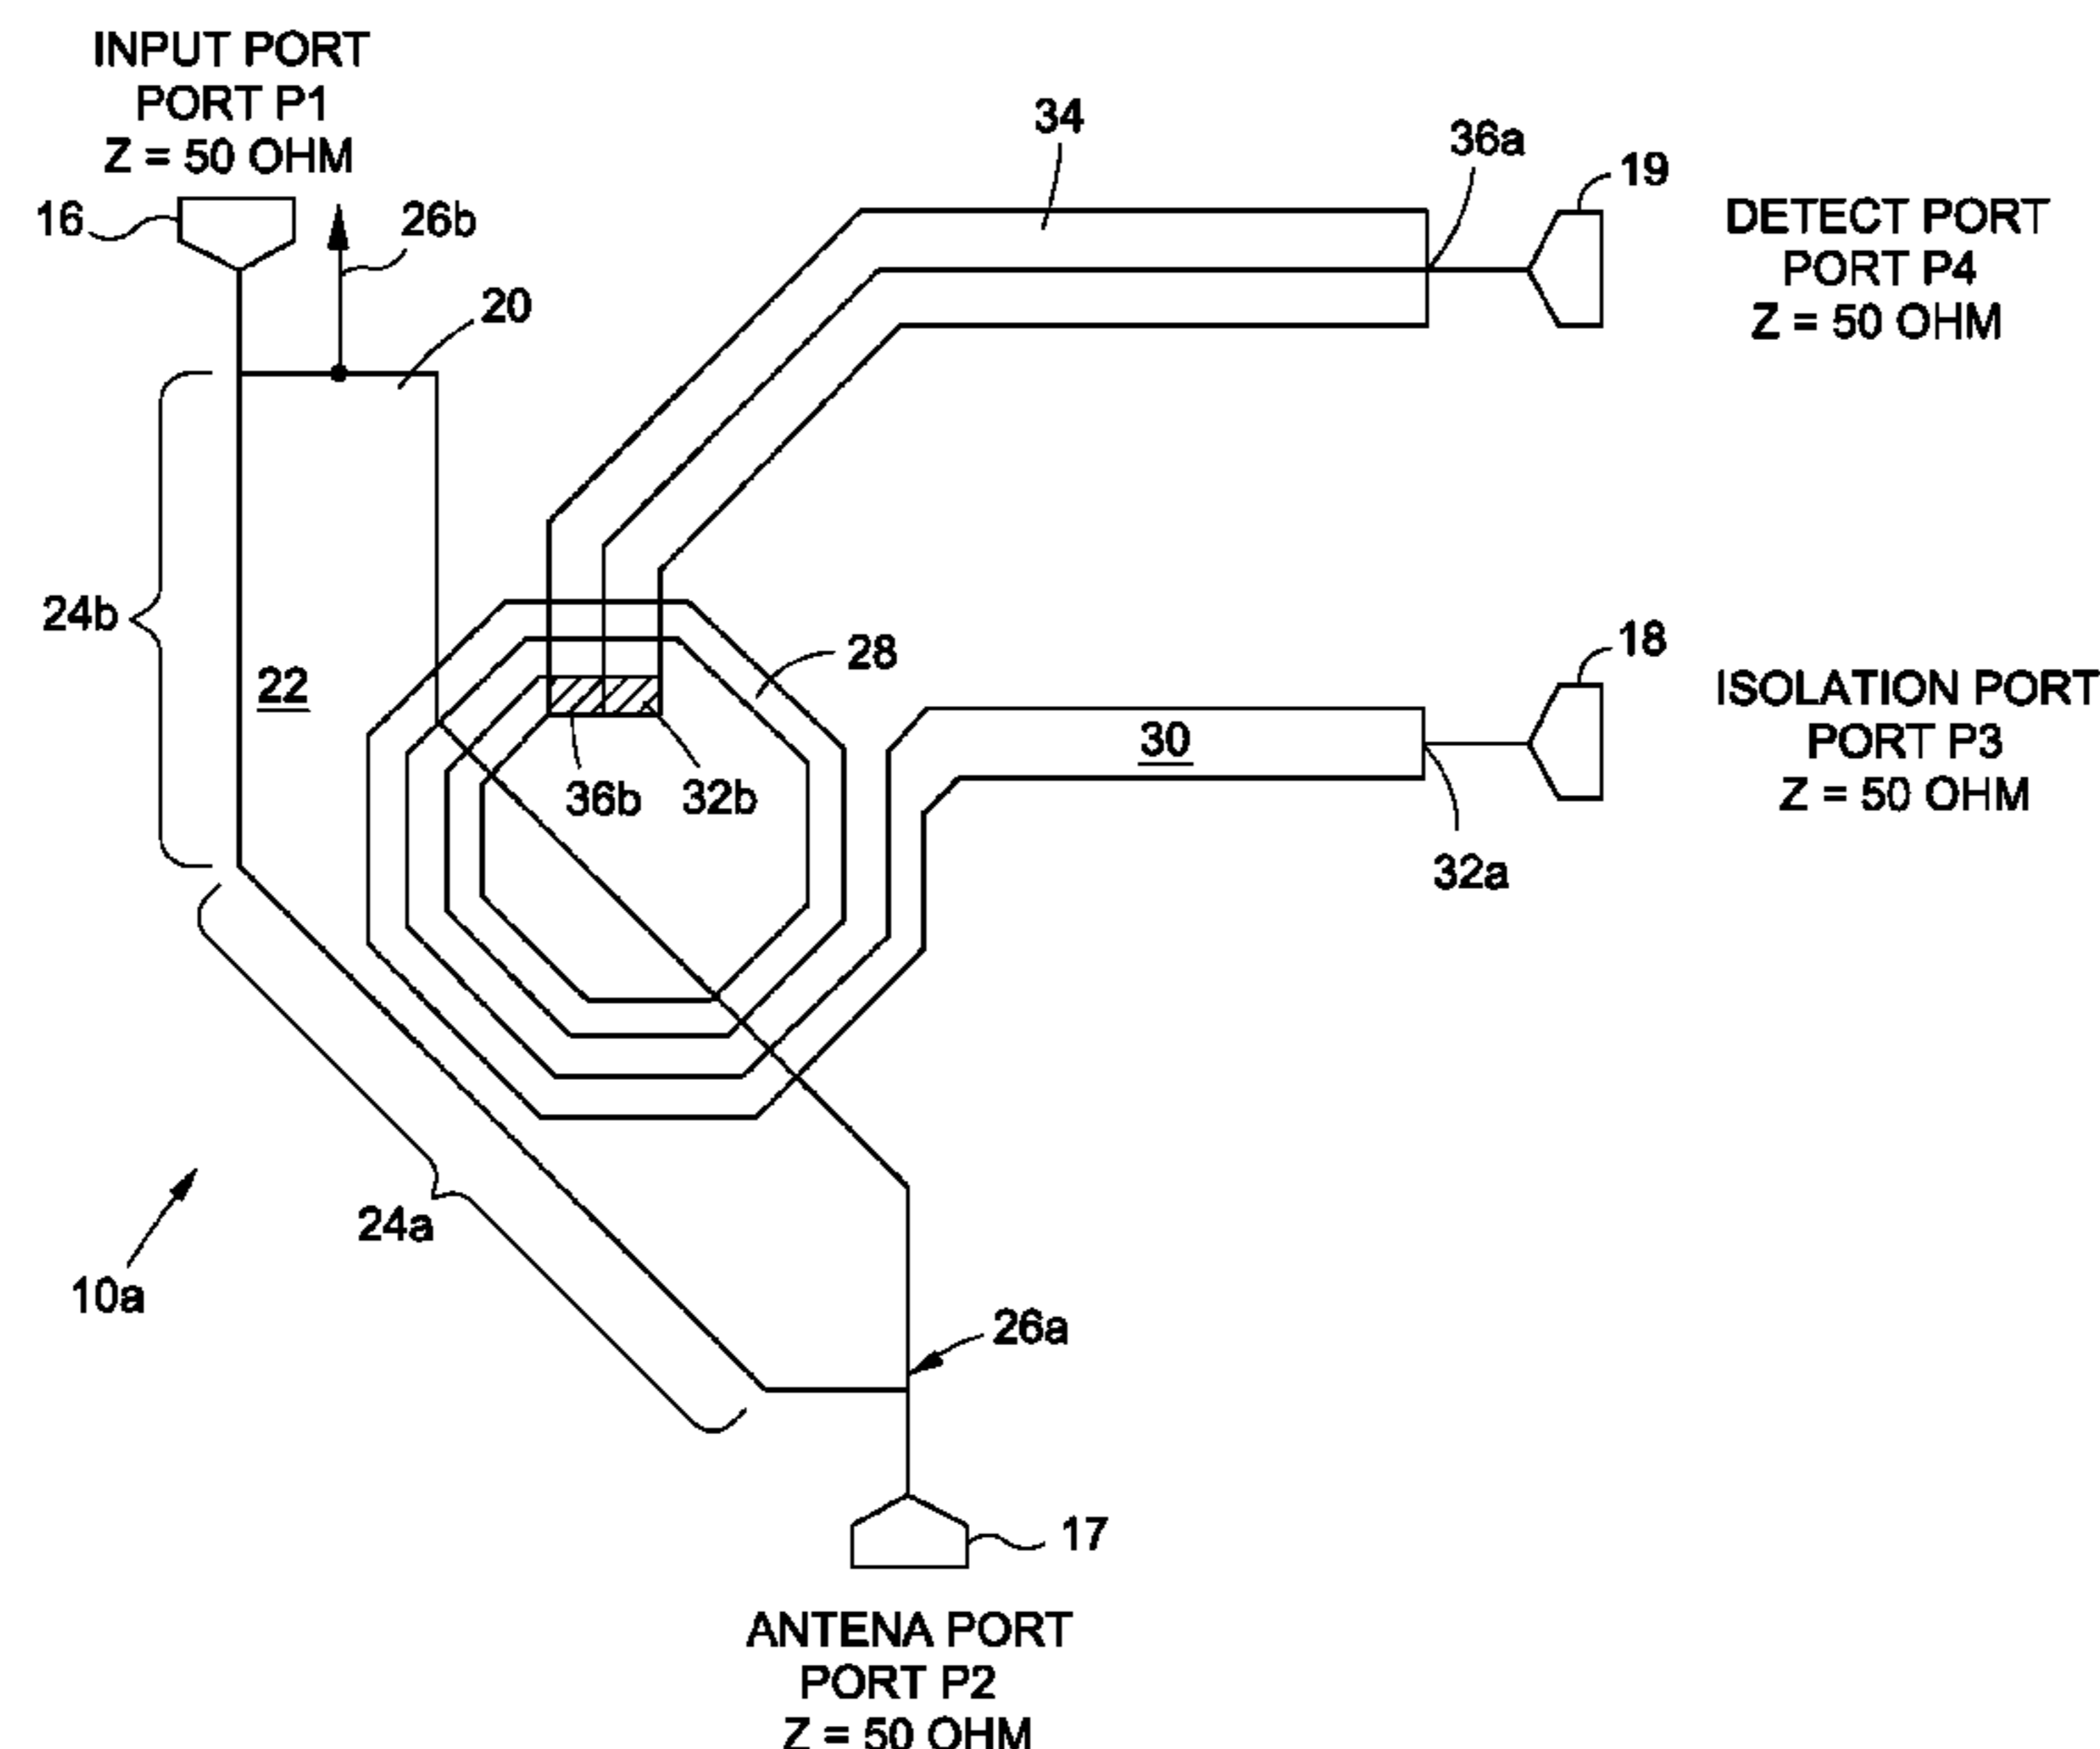 INPUT PORT
PORT P1
Z = 50 OHM
16
26b
20
34
36a
19
DETECT PORT
PORT P4
Z = 50 OHM
24b
22
28
36b
32b
30
18
ISOLATION PORT
PORT P3
Z = 50 OHM
32a
24a
10a
26a
17
ANTENA PORT
PORT P2
Z = 50 OHM